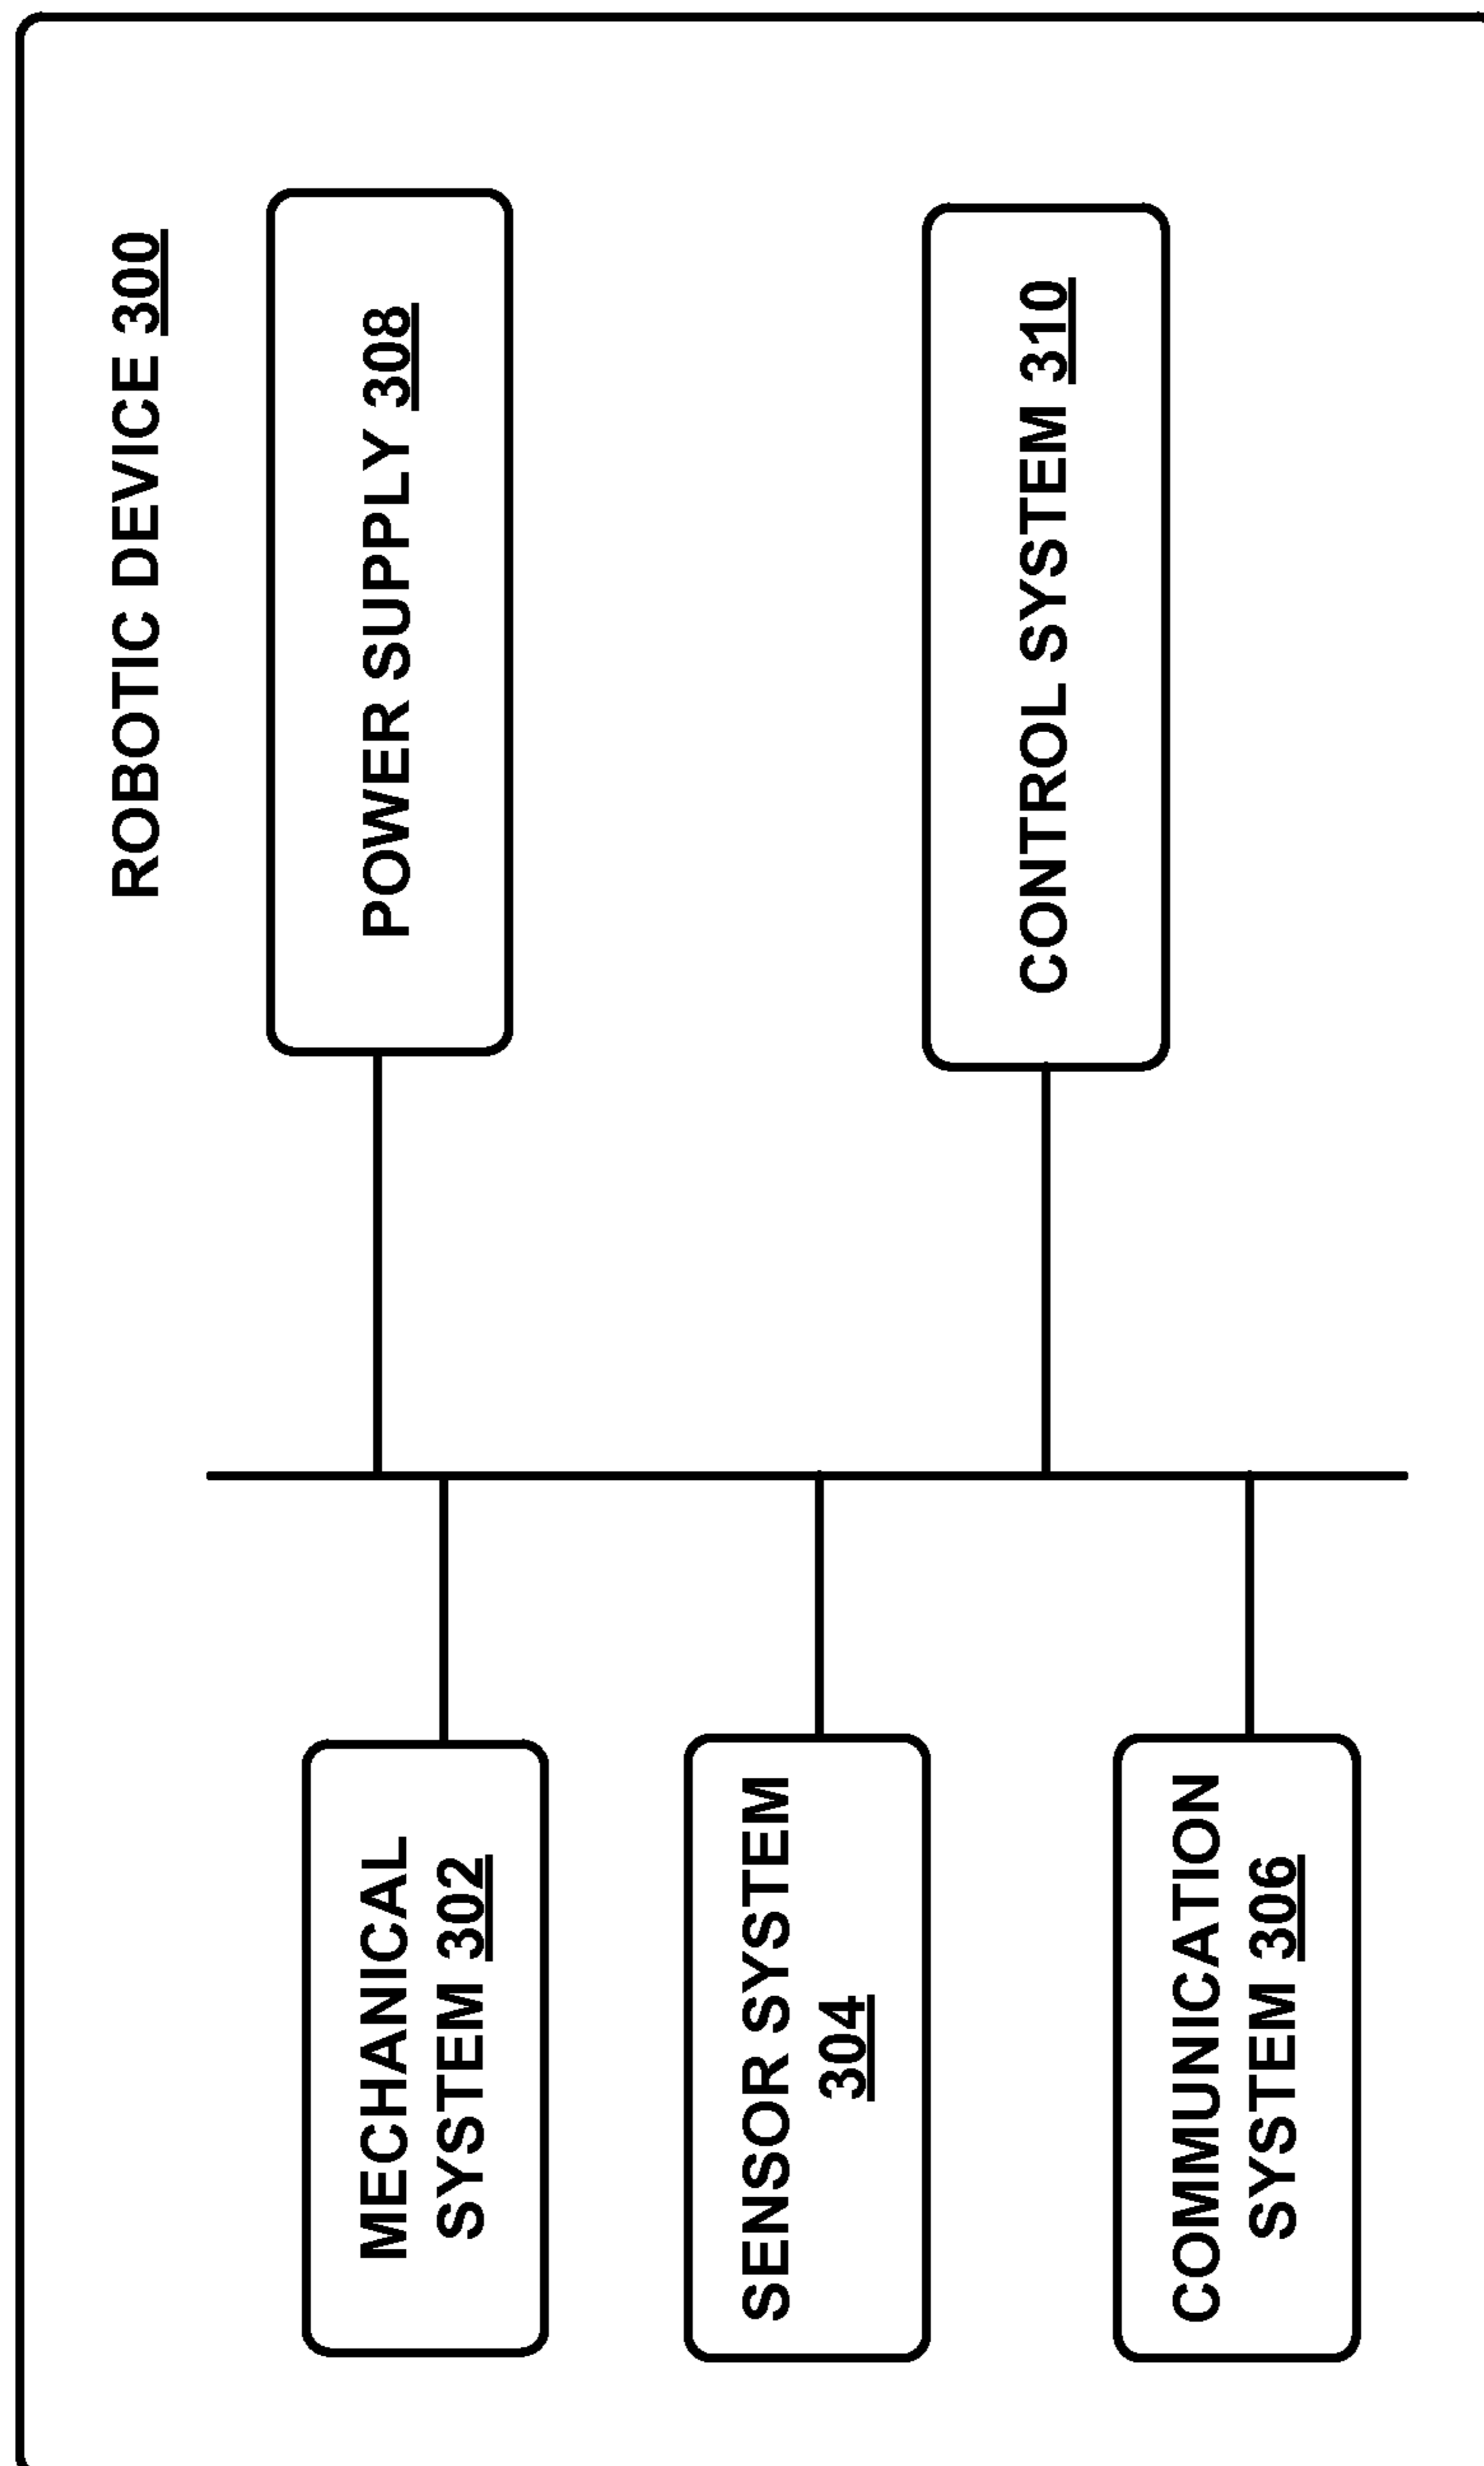 ROBOTIC DEVICE 300
MECHANICAL
SYSTEM 302
POWER SUPPLY 308
SENSOR SYSTEM
304
CONTROL SYSTEM 310
COMMUNICATION
SYSTEM 306